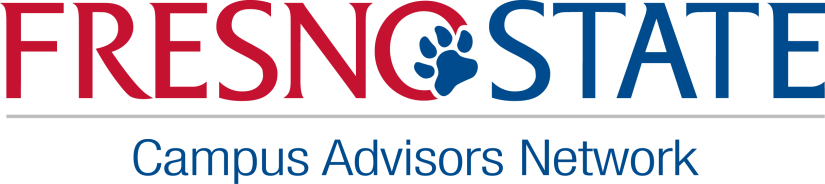 FRESNO STATE
Campus Advisors Network